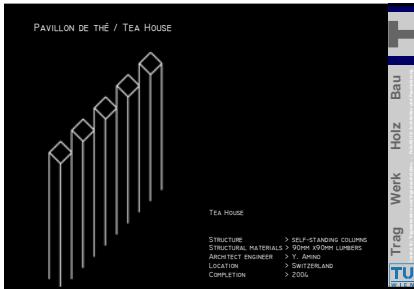 Pavillon de thé / Tea House
Tea House
Structure > self-standing columns
Structural materials > 90mm x90mm lumbers
Architect engineer > Y. Amino
Location > Switzerland
Completion > 2006
Trag Werk Holz Bau
TU
WIEN